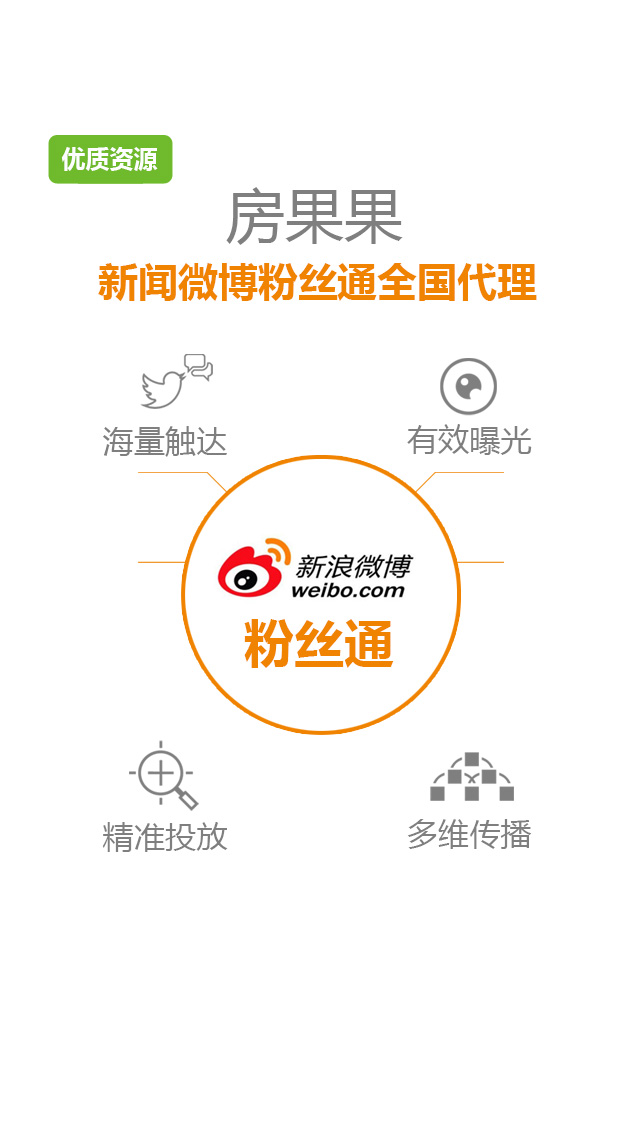 优质资源
房果果
新闻微博粉丝通全国代理
海量触达
有效曝光
新浪微博
weibo.com
粉丝通
精准投放
多维传播